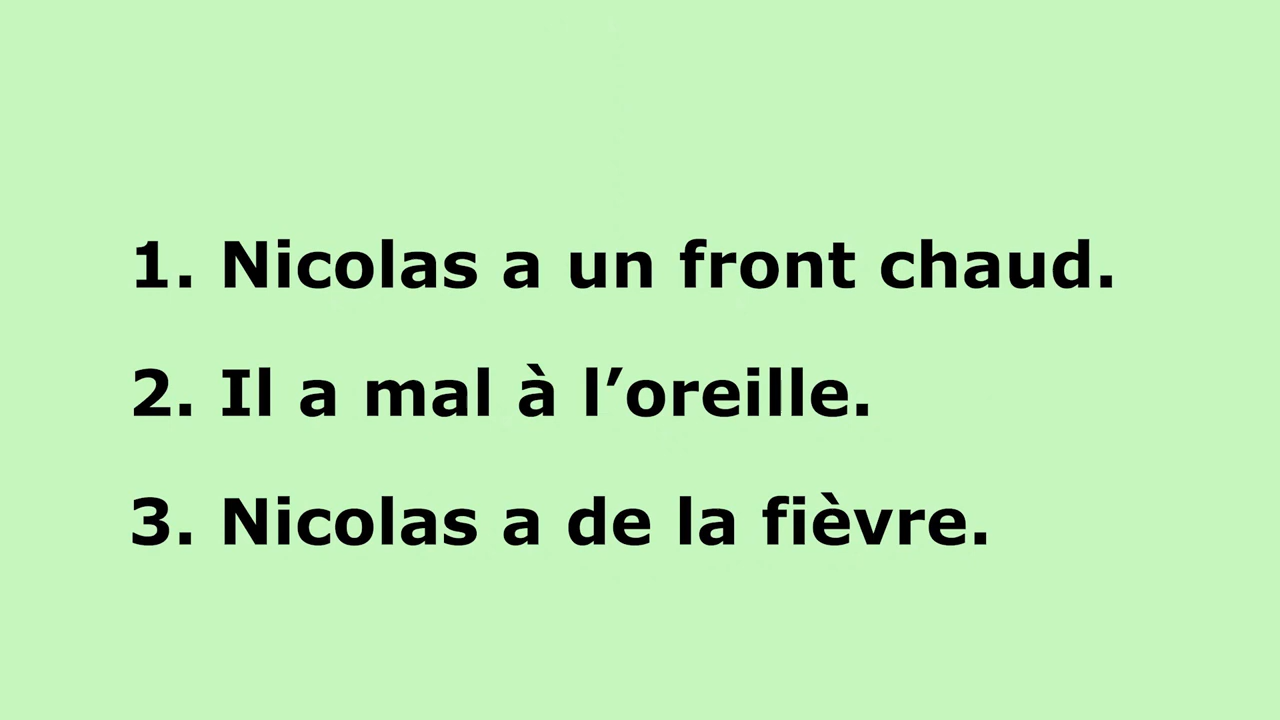 1. Nicolas a un front chaud.
2. Il a mal à l’oreille.
3. Nicolas a de la fièvre.